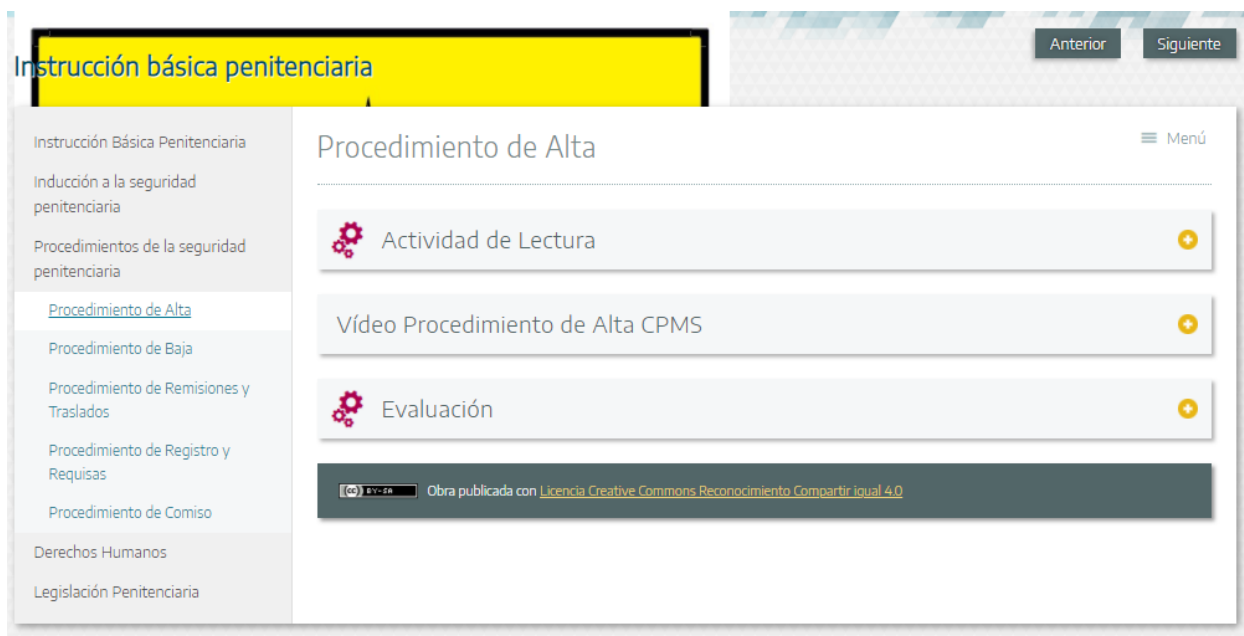 Instrucción básica penitenciaria
Anterior
Siguiente
Instrucción Básica Penitenciaria
Inducción a la seguridad
penitenciaria
Procedimientos de la seguridad
penitenciaria
Procedimiento de Alta
Procedimiento de Baja
Procedimiento de Remisiones y
Traslados
Procedimiento de Registro y
Requisas
Procedimiento de Comiso
Derechos Humanos
Legislación Penitenciaria
Procedimiento de Alta
Menú
Actividad de Lectura
Vídeo Procedimiento de Alta CPMS
Evaluación
(cc) BY-SA Obra publicada con Licencia Creative Commons Reconocimiento Compartir igual 4.0